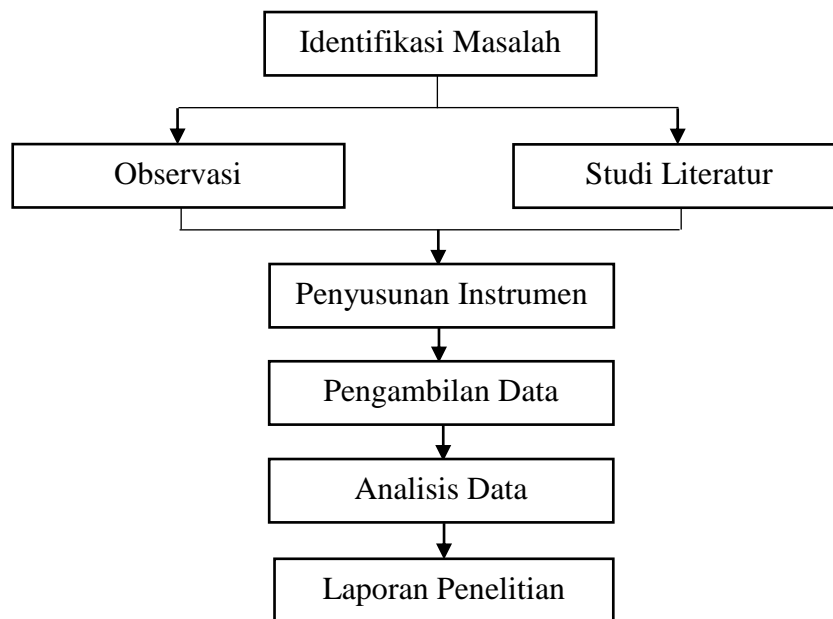 Identifikasi Masalah
Observasi
Studi Literatur
Penyusunan Instrumen
Pengambilan Data
Analisis Data
Laporan Penelitian